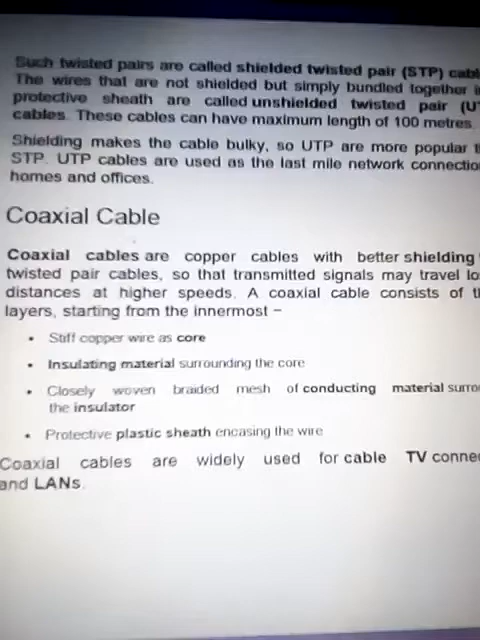 Such twisted pairs are called shielded twisted pair (STP)
The wires that are not shielded but simply bundled together
protective sheath are called unshielded twisted pair
cables. These cables can have maximum length of 100 metres.
Shielding makes the cable bulky, so UTP are more popular
STP. UTP cables are used as the last mile network
homes and offices.
Coaxial Cable
Coaxial cables are copper cables with better shielding
twisted pair cables, so that transmitted signals may travel
distances at higher speeds. A coaxial cable consists of
layers, starting from the innermost −
• Stiff copper wire as core
• Insulating material surrounding the core
• Closely woven braided mesh of conducting material
the insulator
• Protective plastic sheath encasing the wire
Coaxial cables are widely used for cable TV
and LANs.